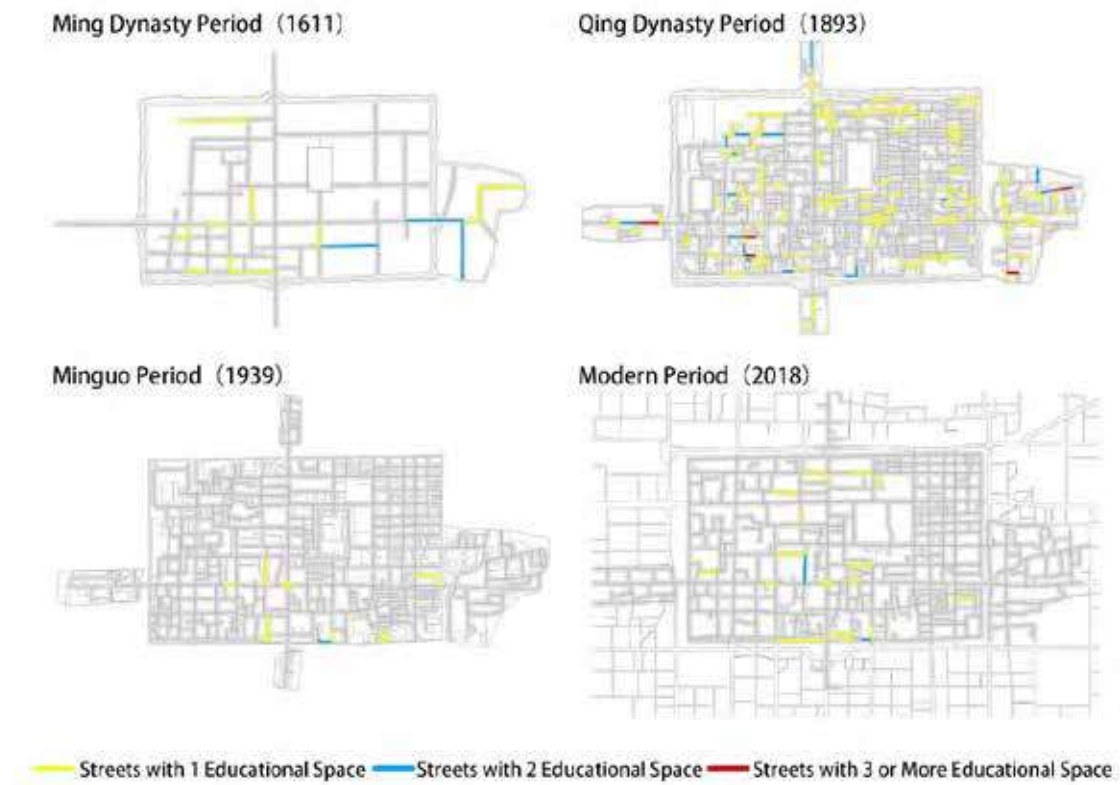 Ming Dynasty Period（1611）
Qing Dynasty Period（1893）
Minguo Period（1939）
Modern Period（2018）
Streets with 1 Educational Space
Streets with 2 Educational Space
Streets with 3 or More Educational Space